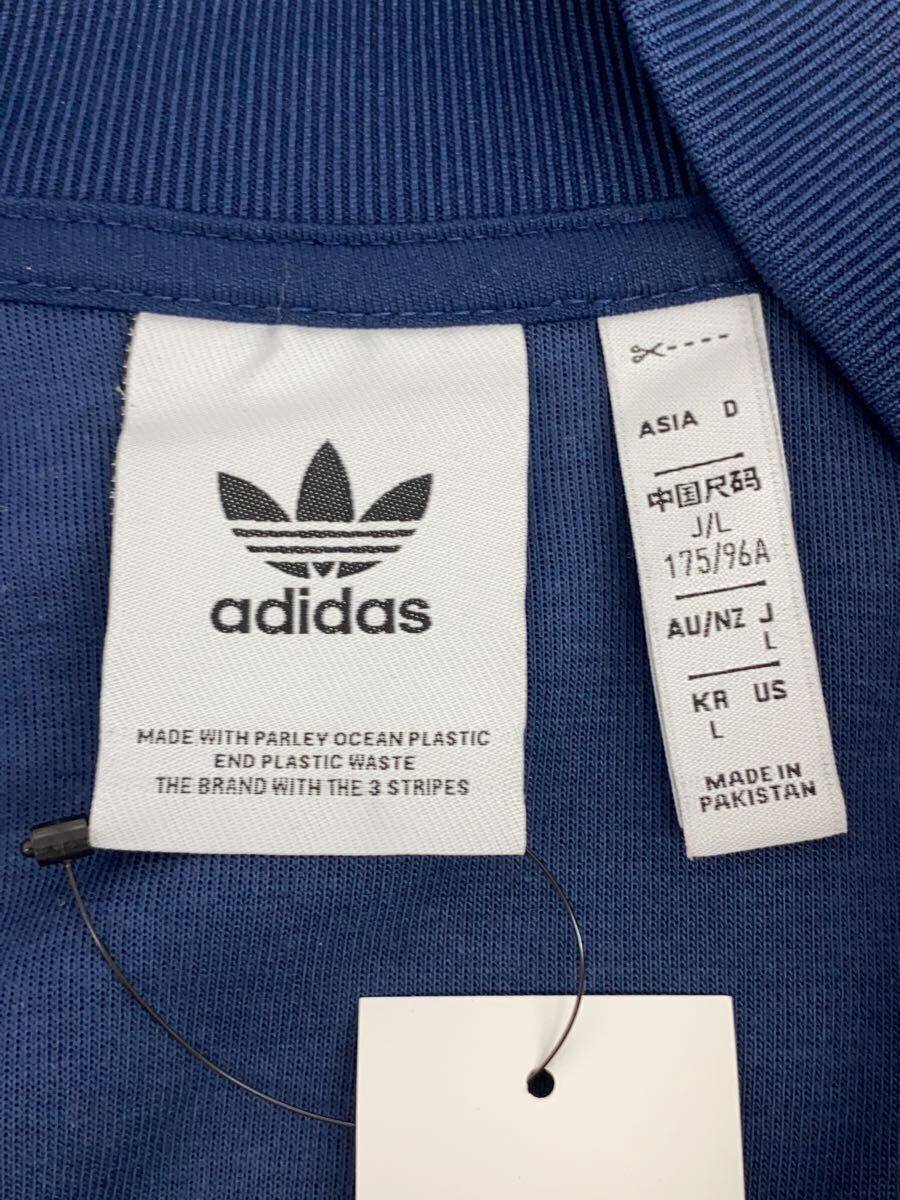 adidas
MADE WITH PARLEY OCEAN PLASTIC
END PLASTIC WASTE
THE BRAND WITH THE 3 STRIPES
ASIA D
中国尺码
J/L
175/96A
AU/NZ J
L
KR US
L
MADE IN
PAKISTAN